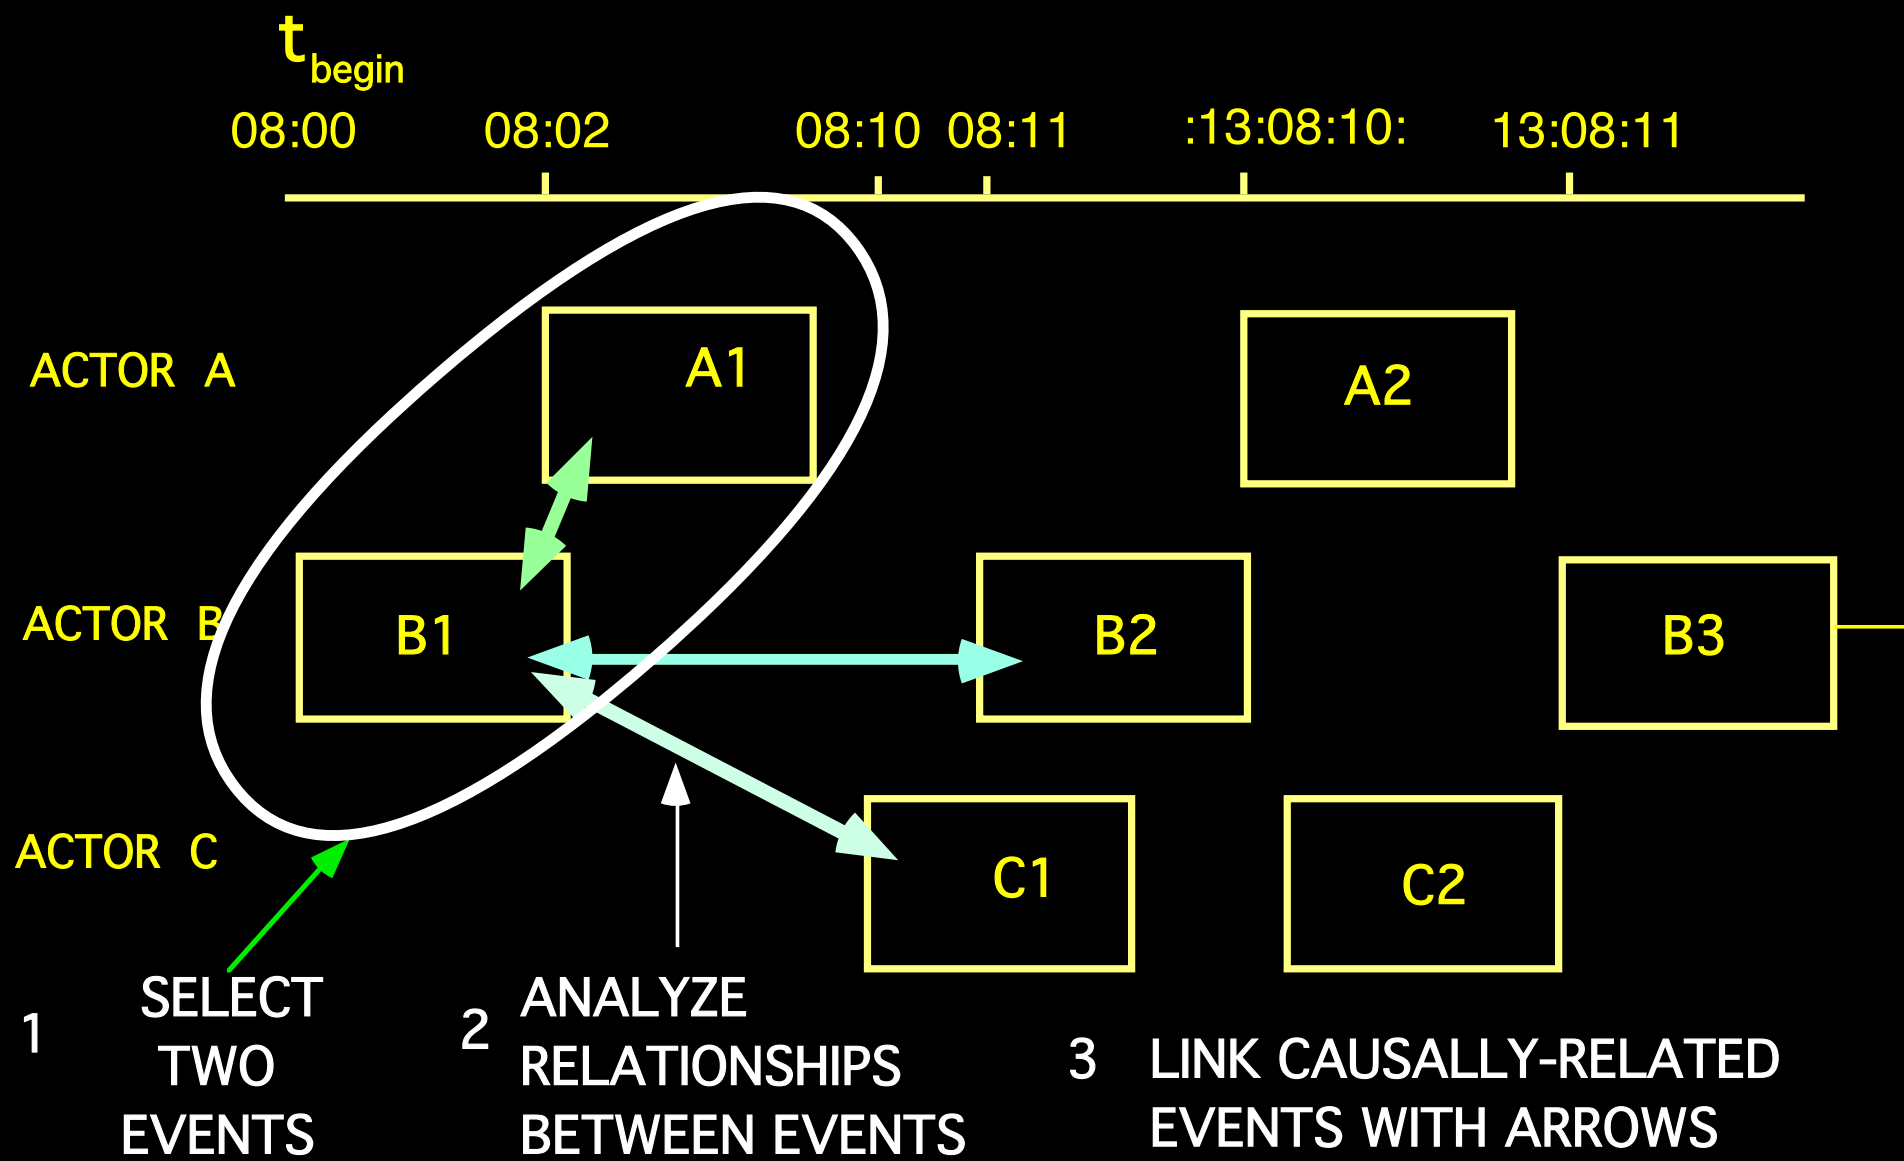 t begin
08:00 08:02 08:10 08:11 :13:08:10: 13:08:11
ACTOR A
A1
A2
ACTOR B
B1
B2
B3
ACTOR C
C1
C2
1 SELECT
TWO
EVENTS
2 ANALYZE
RELATIONSHIPS
BETWEEN EVENTS
3 LINK CAUSALLY-RELATED
EVENTS WITH ARROWS